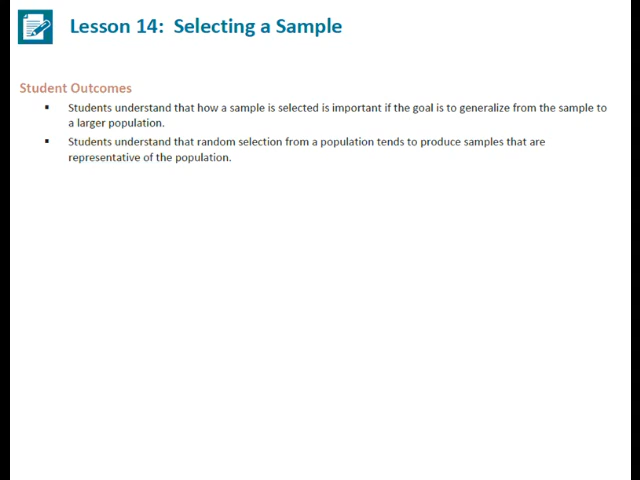 Lesson 14: Selecting a Sample
Student Outcomes
▪ Students understand that how a sample is selected is important if the goal is to generalize from the sample to
a larger population.
▪ Students understand that random selection from a population tends to produce samples that are
representative of the population.